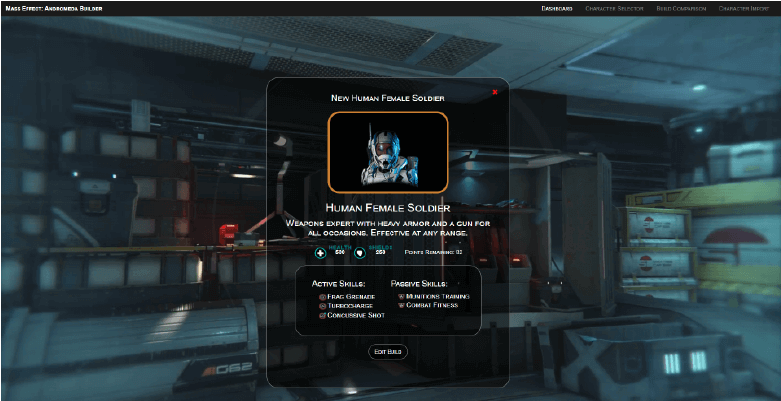 Mass Effect: Andromeda Builder
Dashboard
Character Selector
Build Comparison
Character Import
New Human Female Soldier
x
Human Female Soldier
Weapons expert with heavy armor and a gun for
all occasions. Effective at any range.
Health
500
Shields
250
Points Remaining:
Active Skills:
Frag Grenade
Turbocharge
Concussive Shot
Passive Skills:
Munitions Training
Combat Fitness
Edit Build